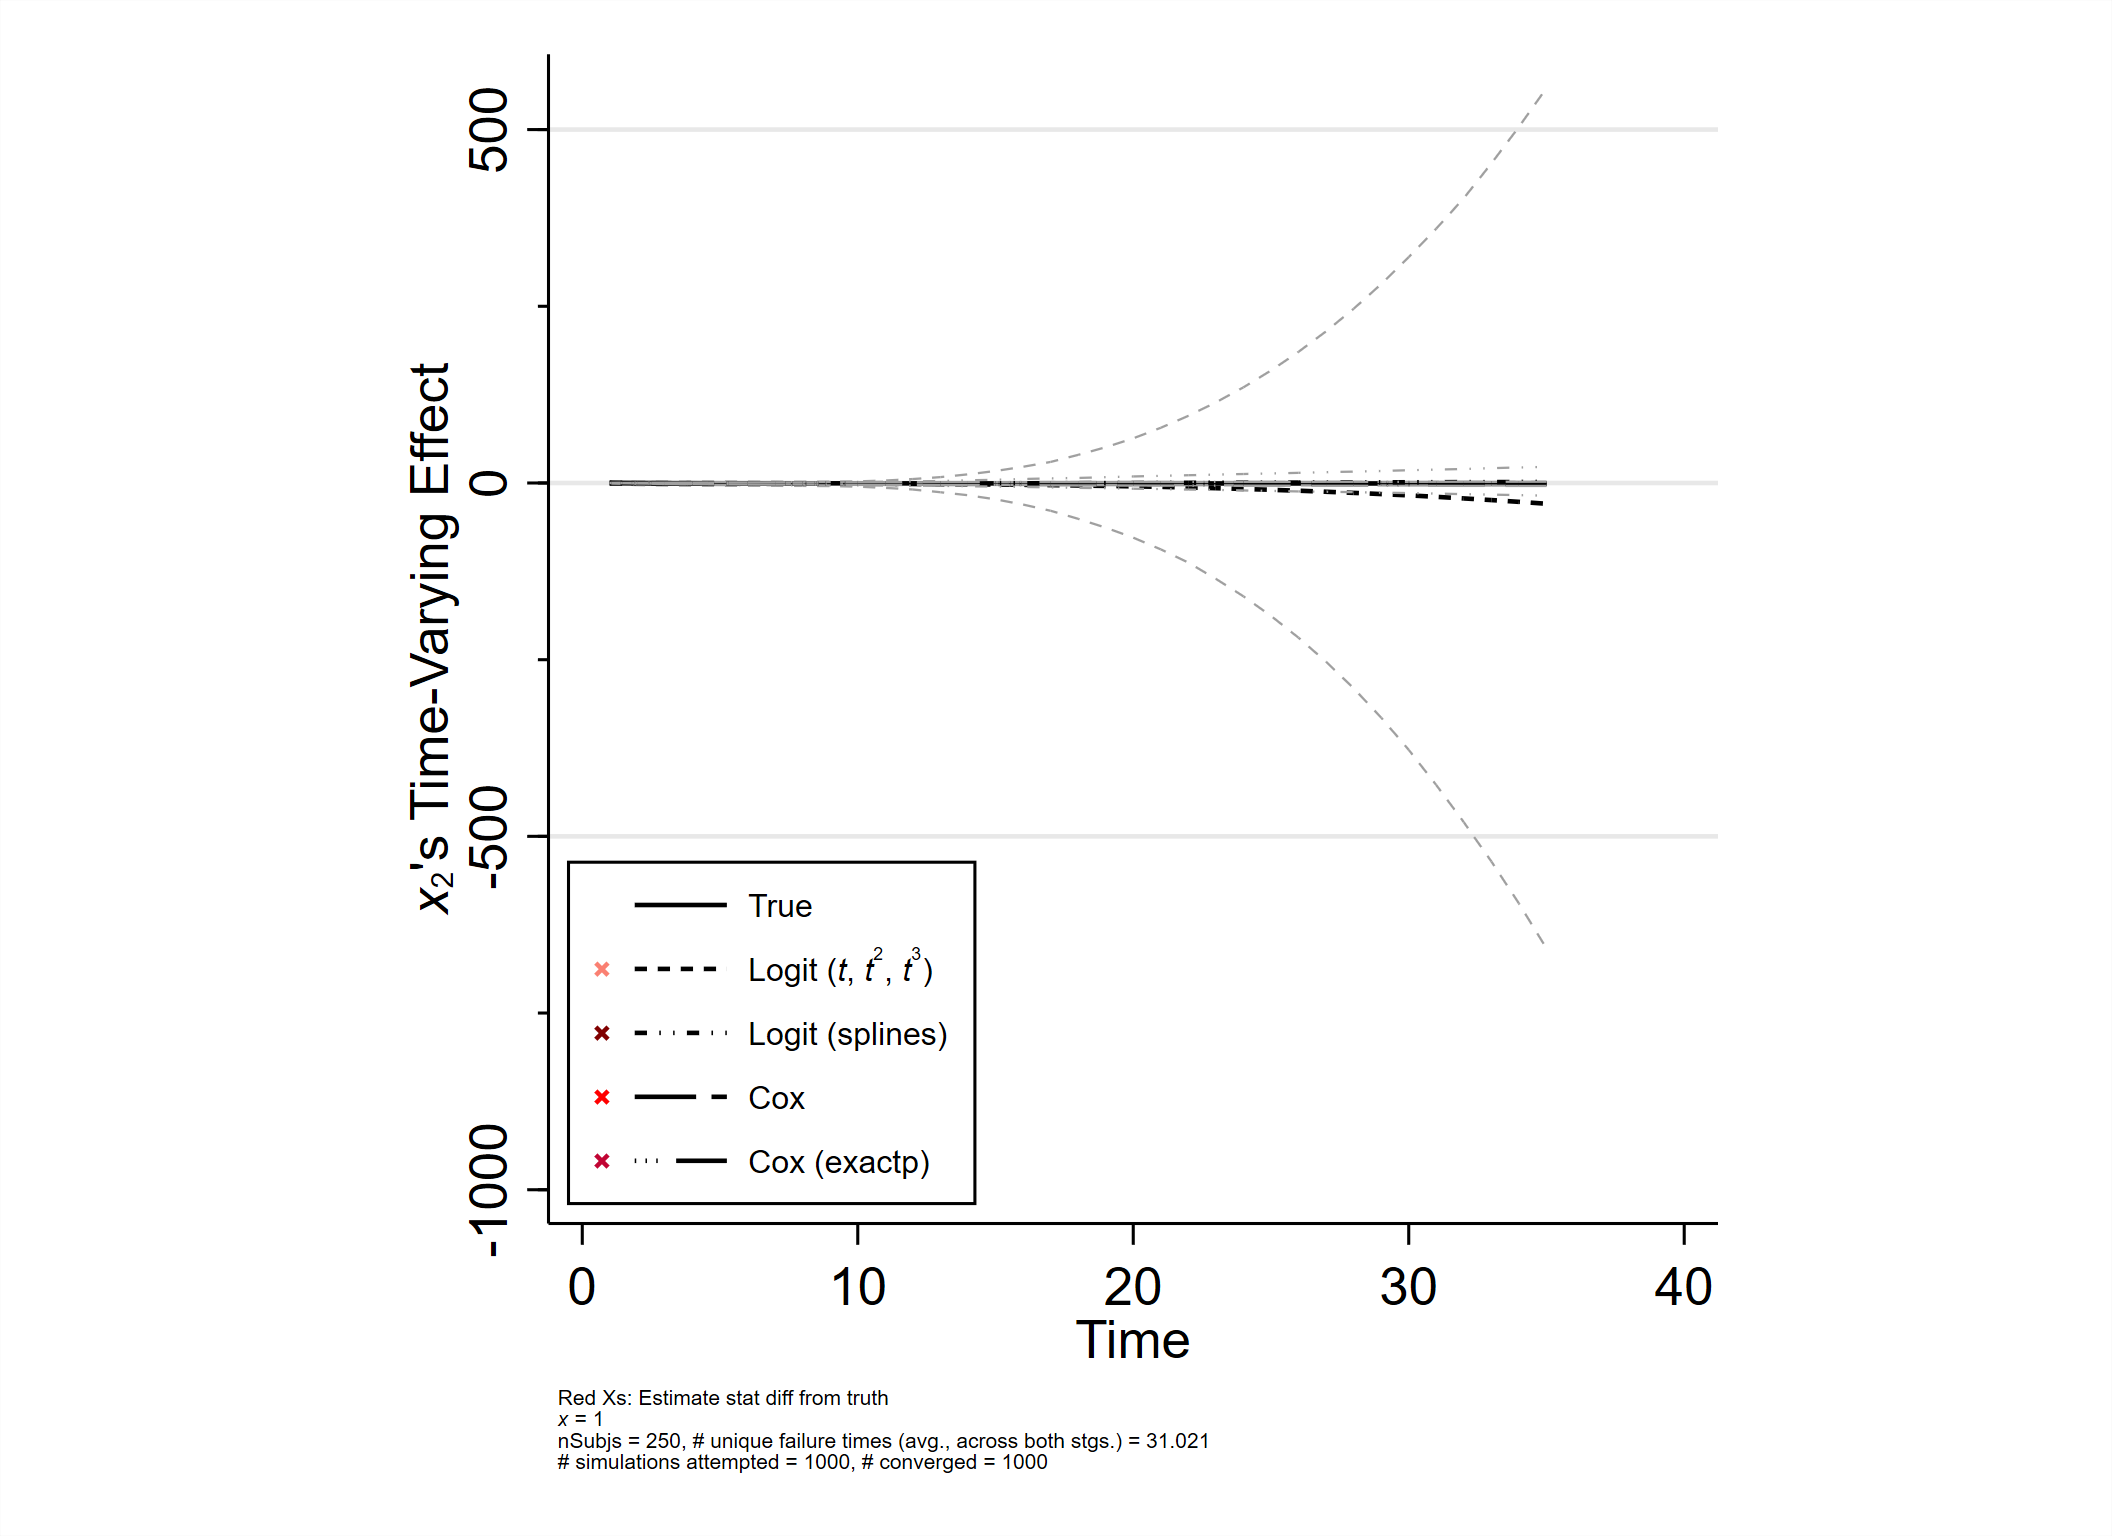 x₂'s Time-Varying Effect
500
0
-500
-1000
True
Logit (t, t², t³)
Logit (splines)
Cox
Cox (exactp)
0 10 20 30 40
Time
Red Xs: Estimate stat diff from truth
x = 1
nSubjs = 250, # unique failure times (avg., across both stgs.) = 31.021
# simulations attempted = 1000, # converged = 1000